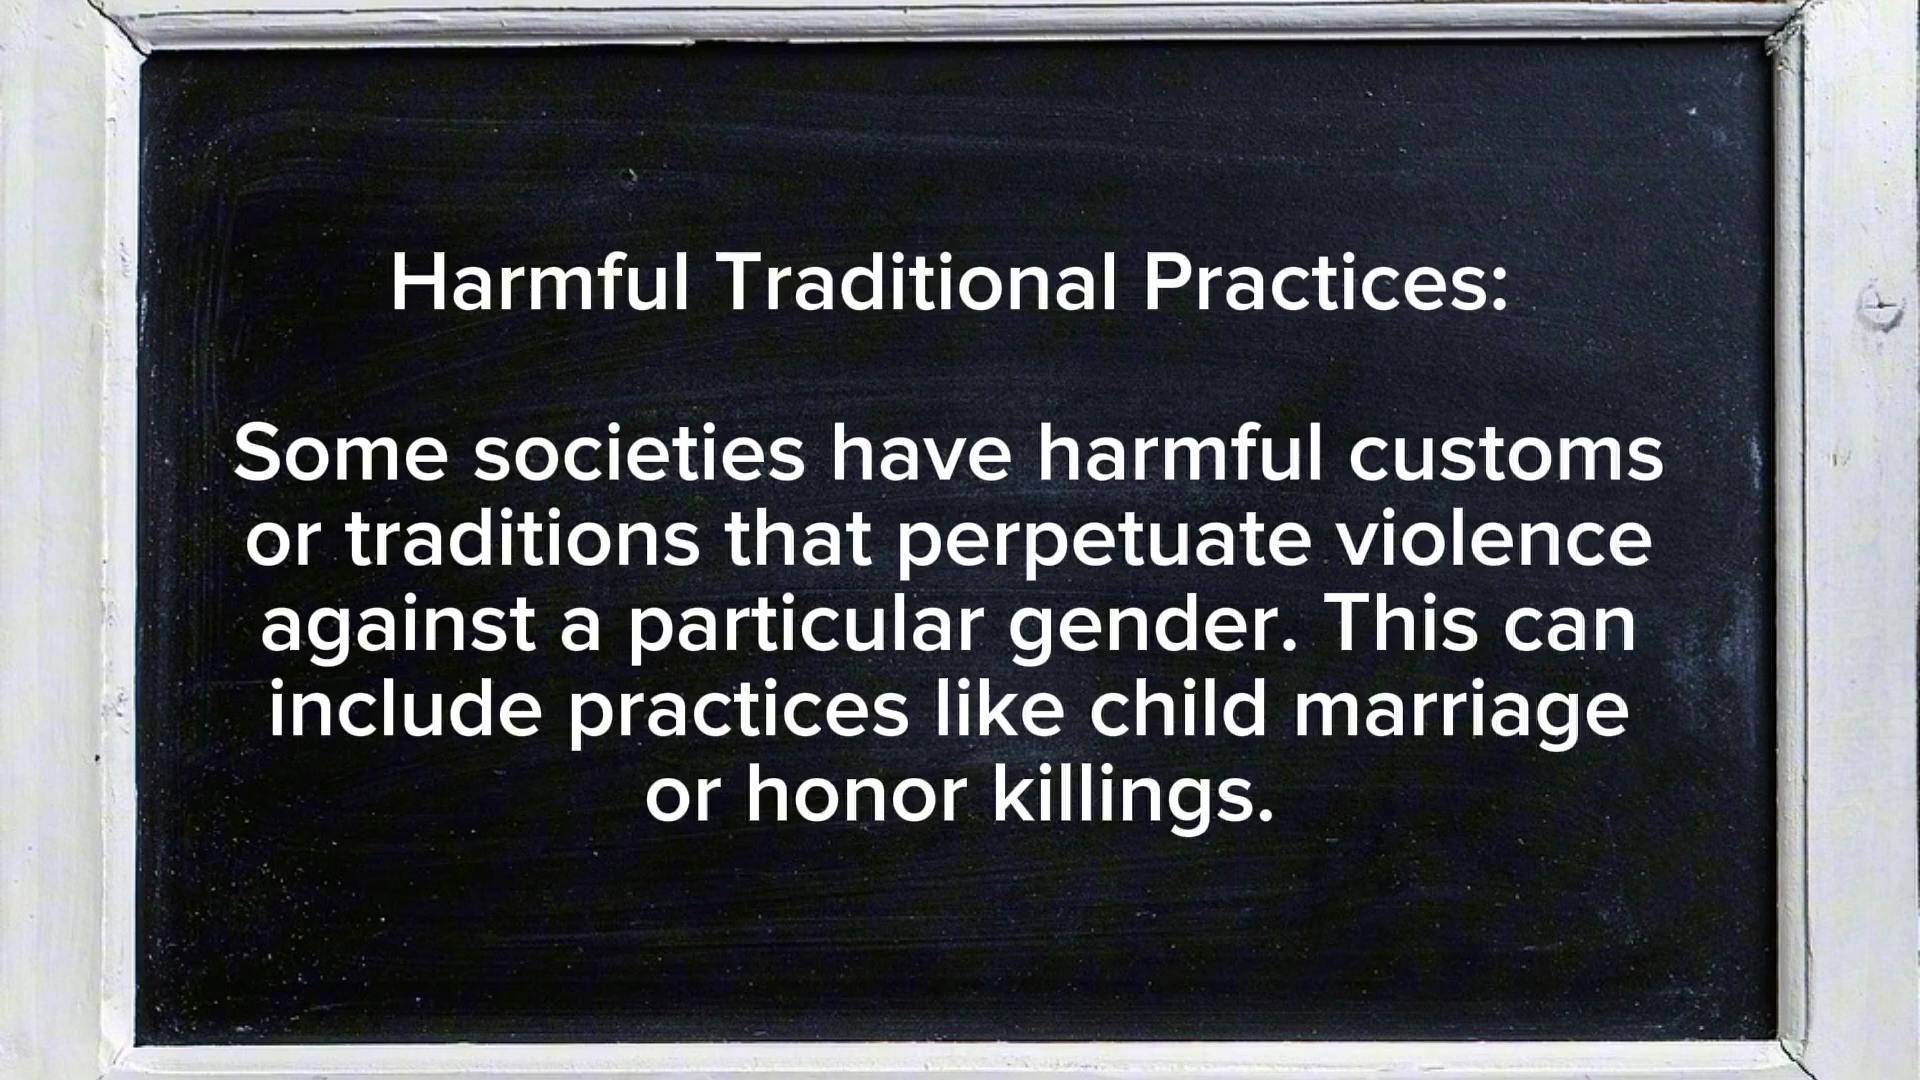 Harmful Traditional Practices:
Some societies have harmful customs
or traditions that perpetuate violence
against a particular gender. This can
include practices like child marriage
or honor killings.